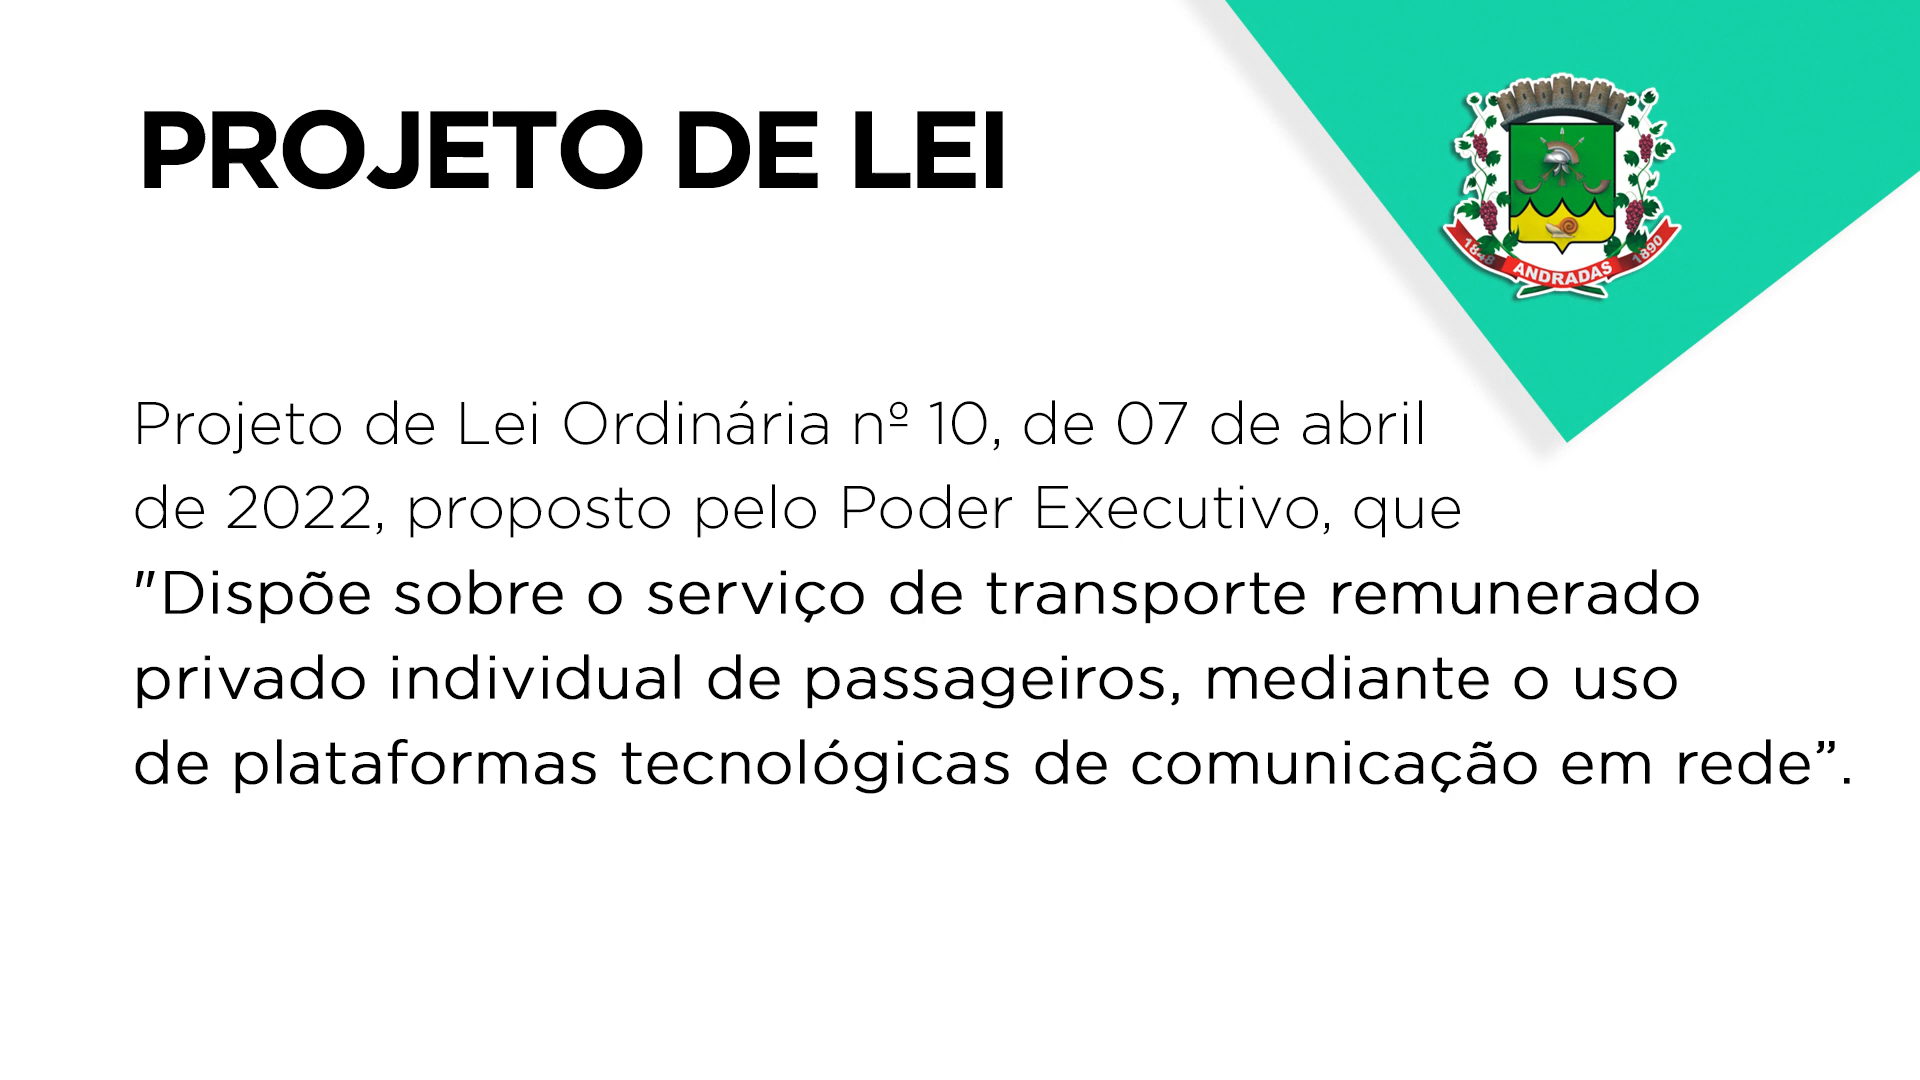 PROJETO DE LEI
1848 ANDRADAS 1890
Projeto de Lei Ordinária nº 10, de 07 de abril
de 2022, proposto pelo Poder Executivo, que
"Dispõe sobre o serviço de transporte remunerado
privado individual de passageiros, mediante o uso
de plataformas tecnológicas de comunicação em rede”.